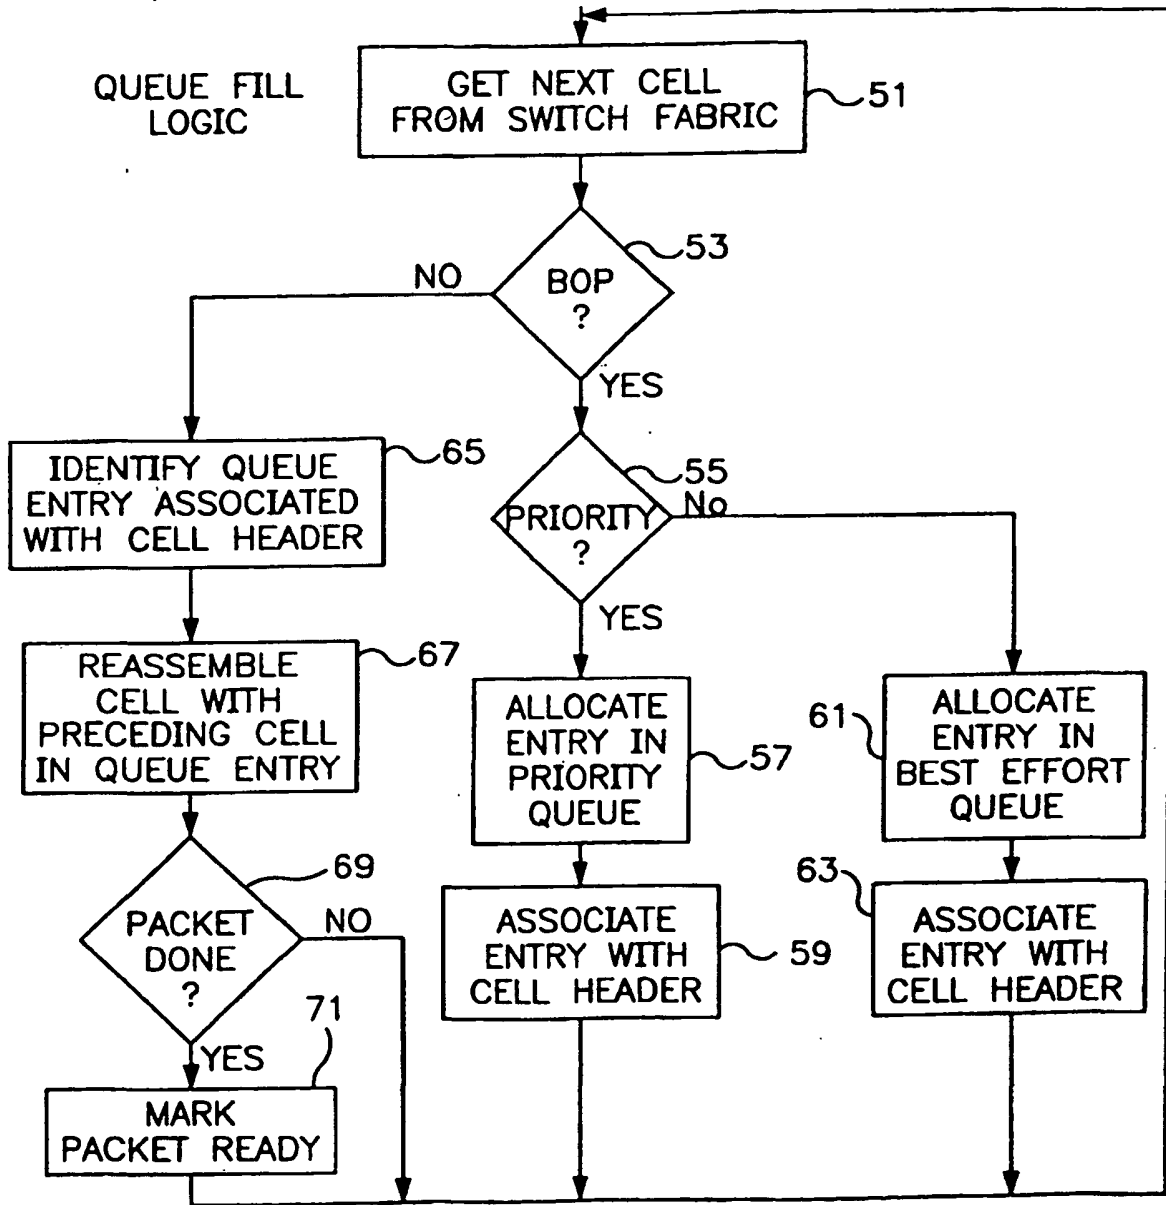 QUEUE FILL
LOGIC
GET NEXT CELL
FROM SWITCH FABRIC
51
BOP
?
53
NO
YES
IDENTIFY QUEUE
ENTRY ASSOCIATED
WITH CELL HEADER
65
PRIORITY
?
55
No
YES
REASSEMBLE
CELL WITH
PRECEDING CELL
IN QUEUE ENTRY
67
ALLOCATE
ENTRY IN
PRIORITY
QUEUE
57
61
ALLOCATE
ENTRY IN
BEST EFFORT
QUEUE
PACKET
DONE
?
69
NO
YES
ASSOCIATE
ENTRY WITH
CELL HEADER
59
63
ASSOCIATE
ENTRY WITH
CELL HEADER
71
MARK
PACKET READY